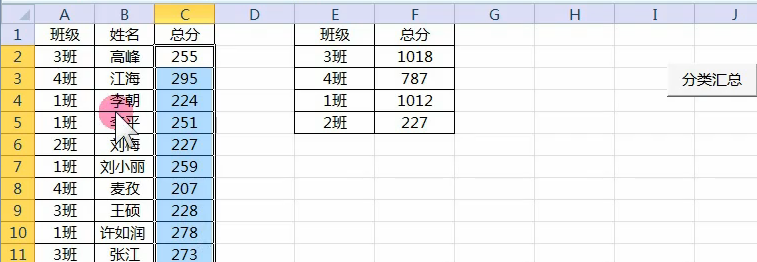 A B C D E F G H I J
1 班级 姓名 总分 班级 总分
2 3班 高峰 255 3班 1018
3 4班 江海 295 4班 787 分类汇总
4 1班 李朝 224 1班 1012
5 1班 平 251 2班 227
6 2班 刘梅 227
7 1班 刘小丽 259
8 4班 麦孜 207
9 3班 王硕 228
10 1班 许如润 278
11 3班 张江 273